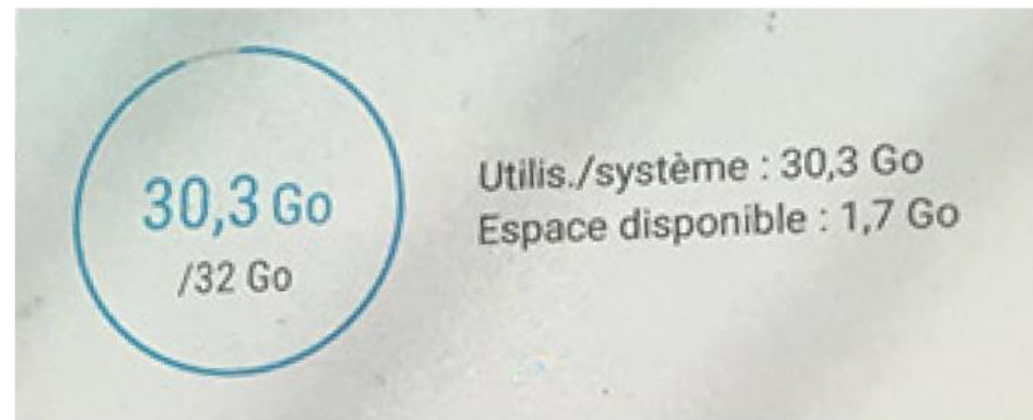 30,3 Go
/32 Go
Utilis./système : 30,3 Go
Espace disponible : 1,7 Go